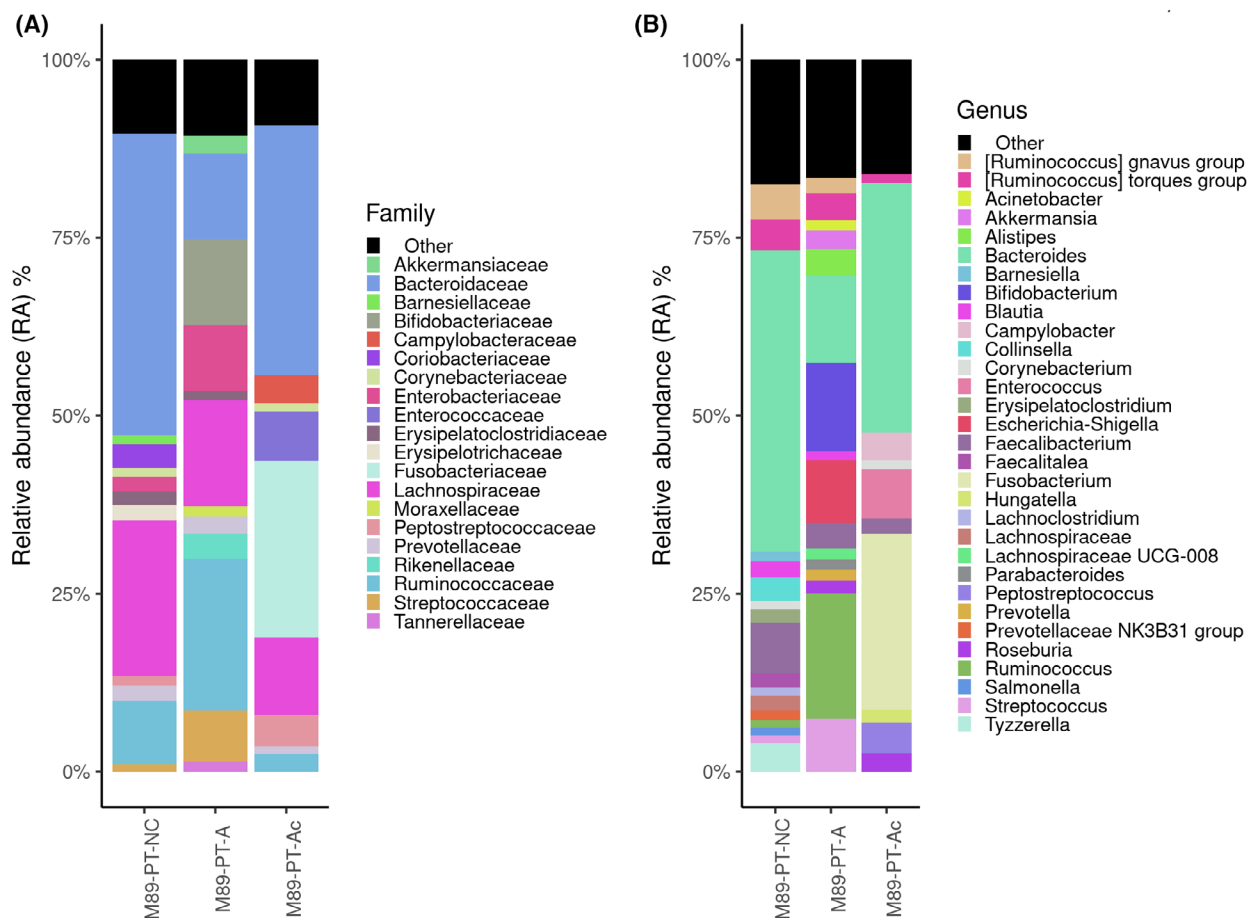 (A)
Relative abundance (RA) %
100%
75%
50%
25%
0%
M89-PT-NC
M89-PT-A
M89-PT-Ac
Family
Other
Akkermansiaceae
Bacteroidaceae
Barnesiellaceae
Bifidobacteriaceae
Campylobacteraceae
Coriobacteriaceae
Corynebacteriaceae
Enterobacteriaceae
Enterococcaceae
Erysipelatoclostridiaceae
Erysipelotrichaceae
Fusobacteriaceae
Lachnospiraceae
Moraxellaceae
Peptostreptococcaceae
Prevotellaceae
Rikenellaceae
Ruminococcaceae
Streptococcaceae
Tannerellaceae
(B)
Relative abundance (RA) %
100%
75%
50%
25%
0%
M89-PT-NC
M89-PT-A
M89-PT-Ac
Genus
Other
[Ruminococcus] gnavus group
[Ruminococcus] torques group
Acinetobacter
Akkermansia
Alistipes
Bacteroides
Barnesiella
Bifidobacterium
Blautia
Campylobacter
Collinsella
Corynebacterium
Enterococcus
Erysipelatoclostridium
Escherichia-Shigella
Faecalibacterium
Faecalitalea
Fusobacterium
Hungatella
Lachnoclostridium
Lachnospiraceae
Lachnospiraceae UCG-008
Parabacteroides
Peptostreptococcus
Prevotella
Prevotellaceae NK3B31 group
Roseburia
Ruminococcus
Salmonella
Streptococcus
Tyzzerella